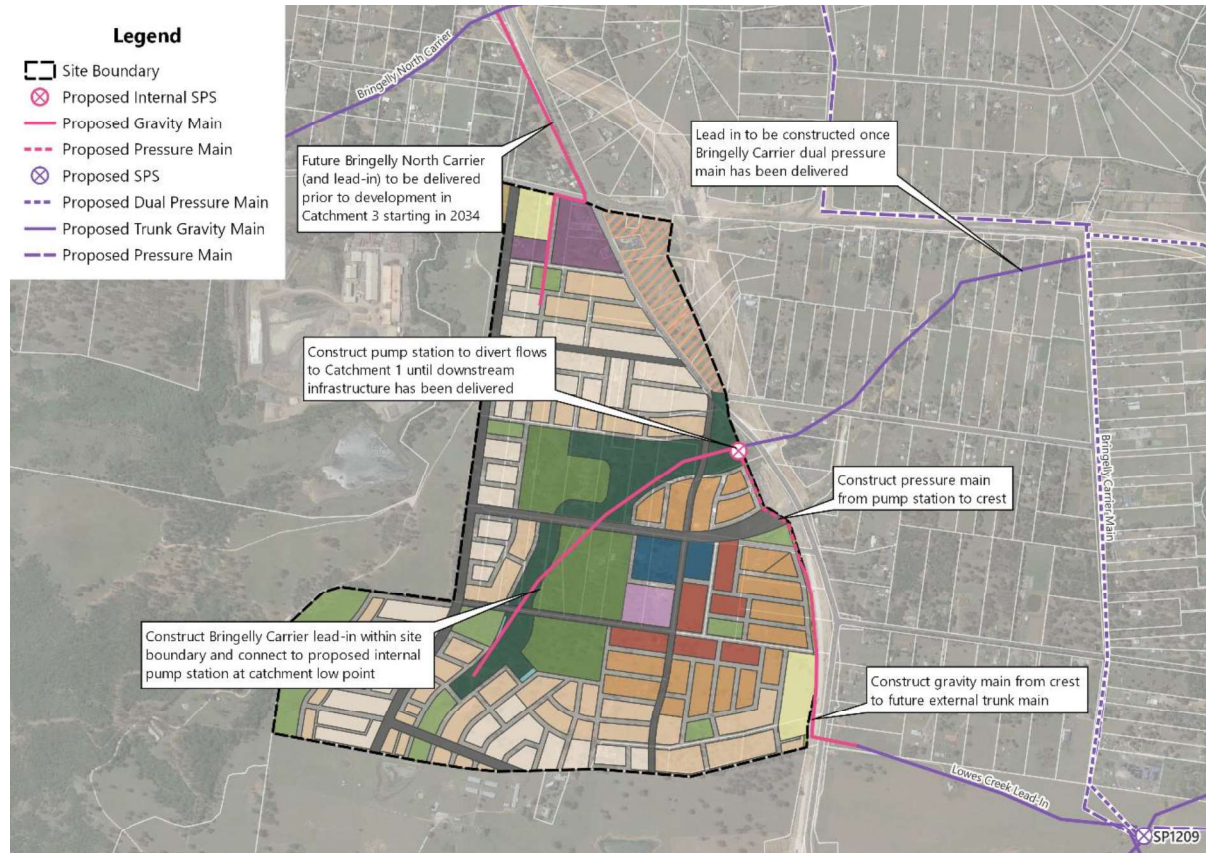 Legend
Site Boundary
Proposed Internal SPS
Proposed Gravity Main
Proposed Pressure Main
Proposed SPS
Proposed Dual Pressure Main
Proposed Trunk Gravity Main
Proposed Pressure Main
Bringelly North Carrier
Future Bringelly North Carrier
(and lead-in) to be delivered
prior to development in
Catchment 3 starting in 2034
Lead in to be constructed once
Bringelly Carrier dual pressure
main has been delivered
Construct pump station to divert flows
to Catchment 1 until downstream
infrastructure has been delivered
Construct pressure main
from pump station to crest
Bringelly Carrier Main
Construct Bringelly Carrier lead-in within site
boundary and connect to proposed internal
pump station at catchment low point
Construct gravity main from crest
to future external trunk main
Lowes Creek Lead-In
SP1209